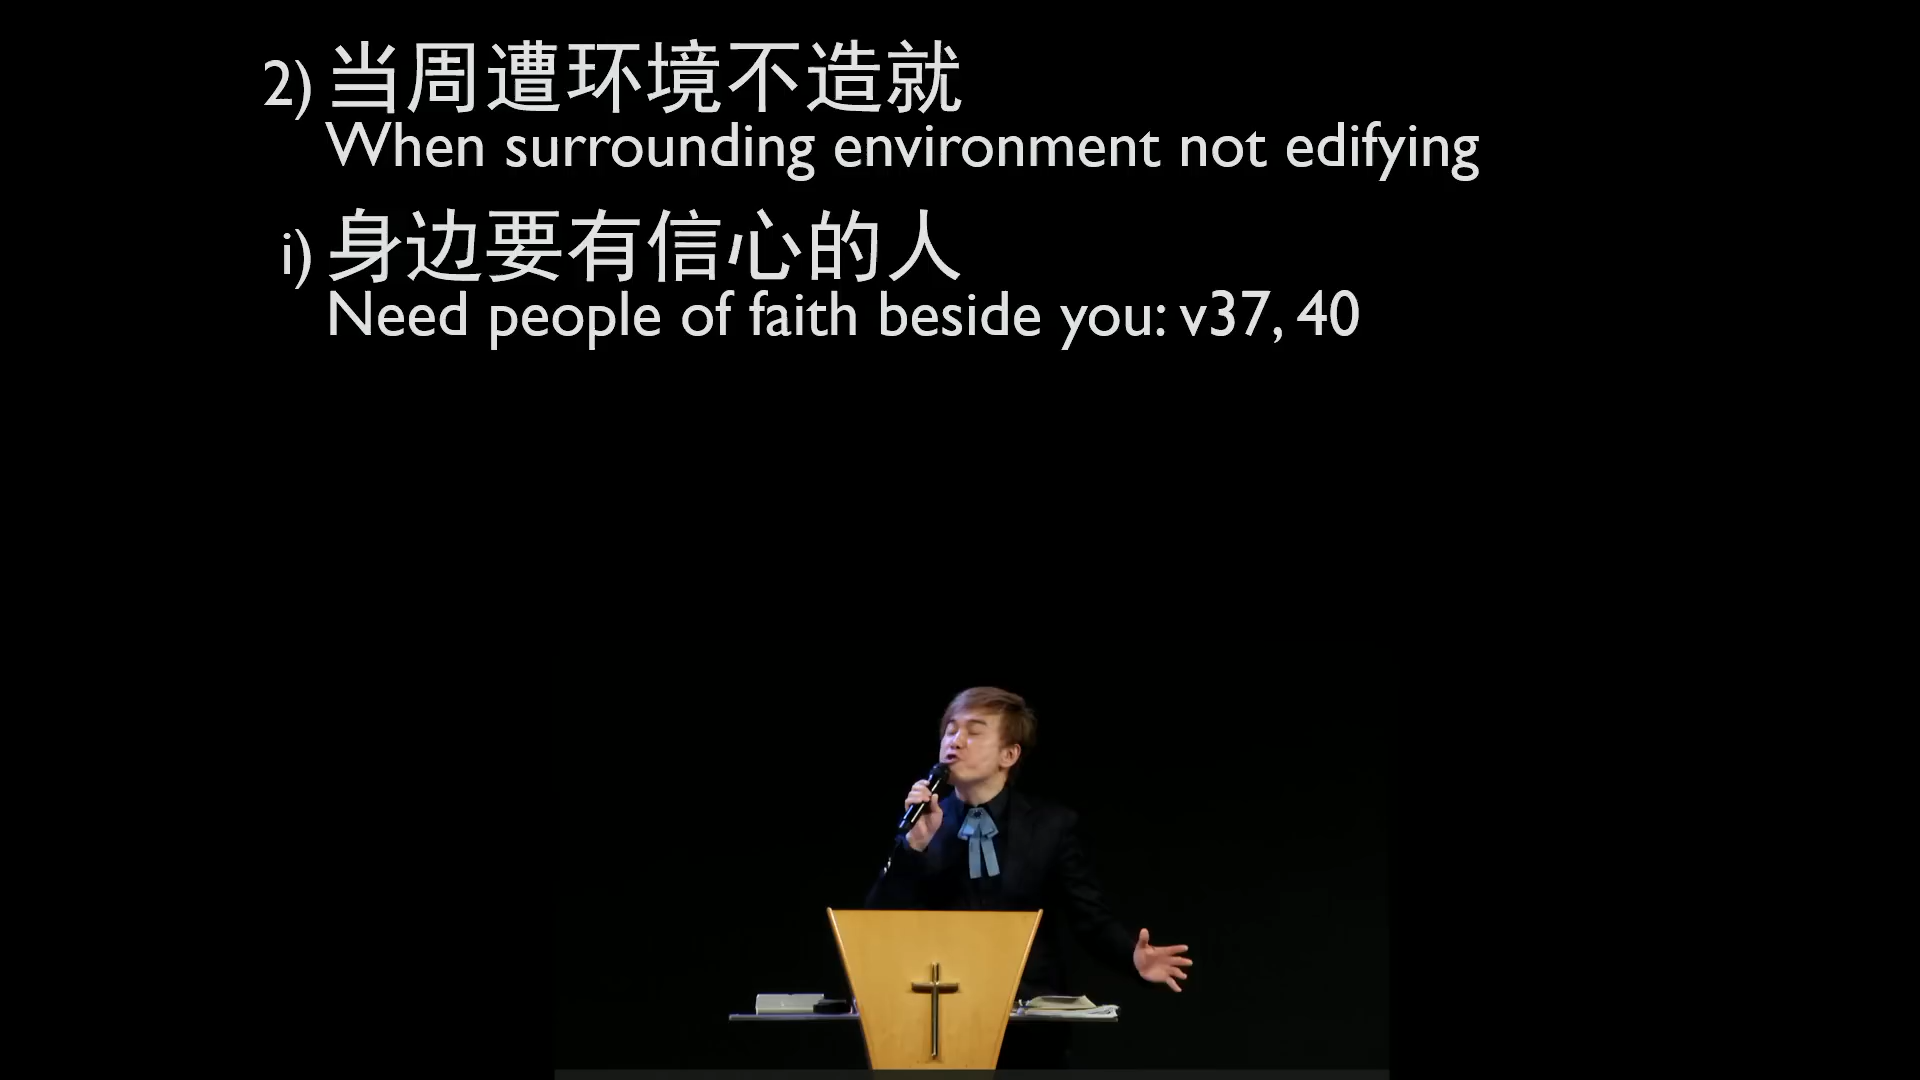 2) 当周遭环境不造就
When surrounding environment not edifying
i) 身边要有信心的人
Need people of faith beside you: v37, 40